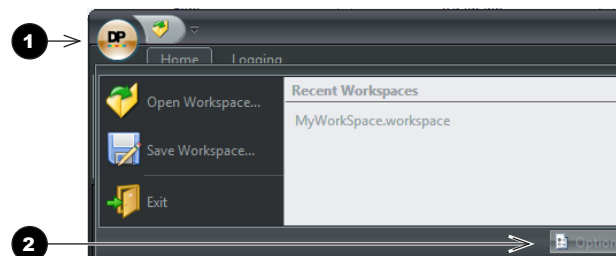 1
DP
Home Logging
Open Workspace...
Recent Workspaces
MyWorkSpace.workspace
Save Workspace...
Exit
2